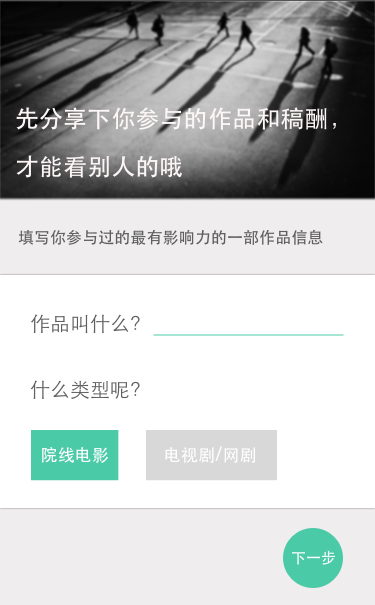 先分享下你参与的作品和稿酬，
才能看别人的哦
填写你参与过的最有影响力的一部作品信息
作品叫什么？
什么类型呢？
院线电影 电视剧/网剧
下一步